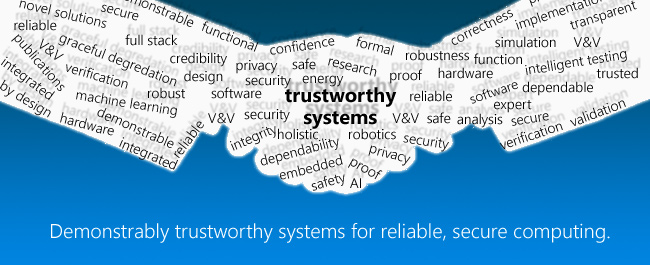 novel solutions
secure
demonstrable
functional
reliable
full stack
confidence
formal
correctness
implementation
transparent
V&V
graceful degradation
credibility
privacy
safe
research
robustness
function
simulation
V&V
publications
verification
design
security
energy
proof
hardware
intelligent testing
trusted
integrated
machine learning
robust
software
trustworthy
systems
reliable
software
dependable
expert
by design
hardware
demonstrable
V&V
security
V&V
safe
analysis
secure
validation
integrated
reliable
integrity
holistic
robotics
security
verification
dependability
privacy
embedded
proof
safety
AI
Demonstrably trustworthy systems for reliable, secure computing.